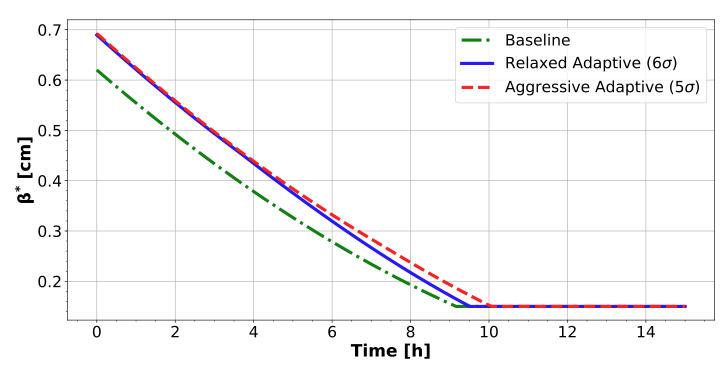 0.7
0.6
0.5
0.4
0.3
0.2
β* [cm]
Baseline
Relaxed Adaptive (6σ)
Aggressive Adaptive (5σ)
0 2 4 6 8 10 12 14
Time [h]